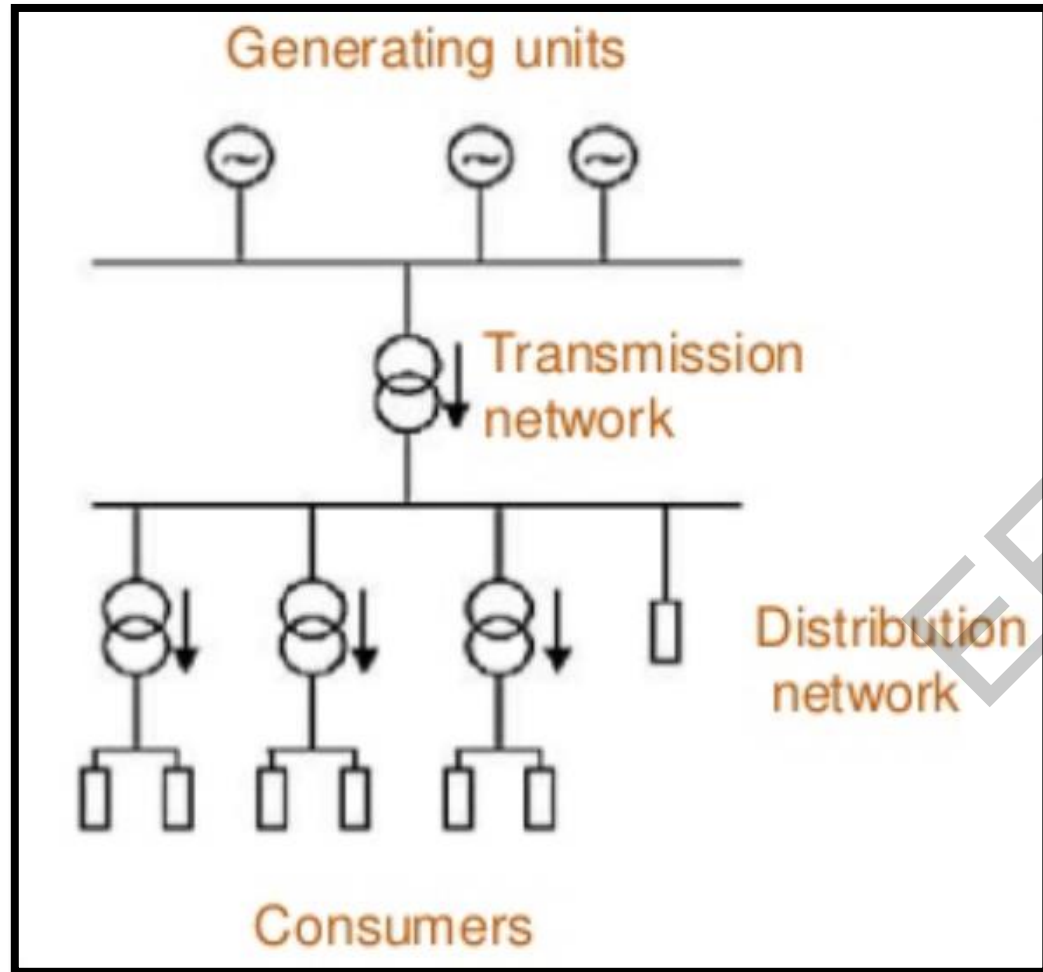 Generating units
Transmission
network
Distribution
network
Consumers